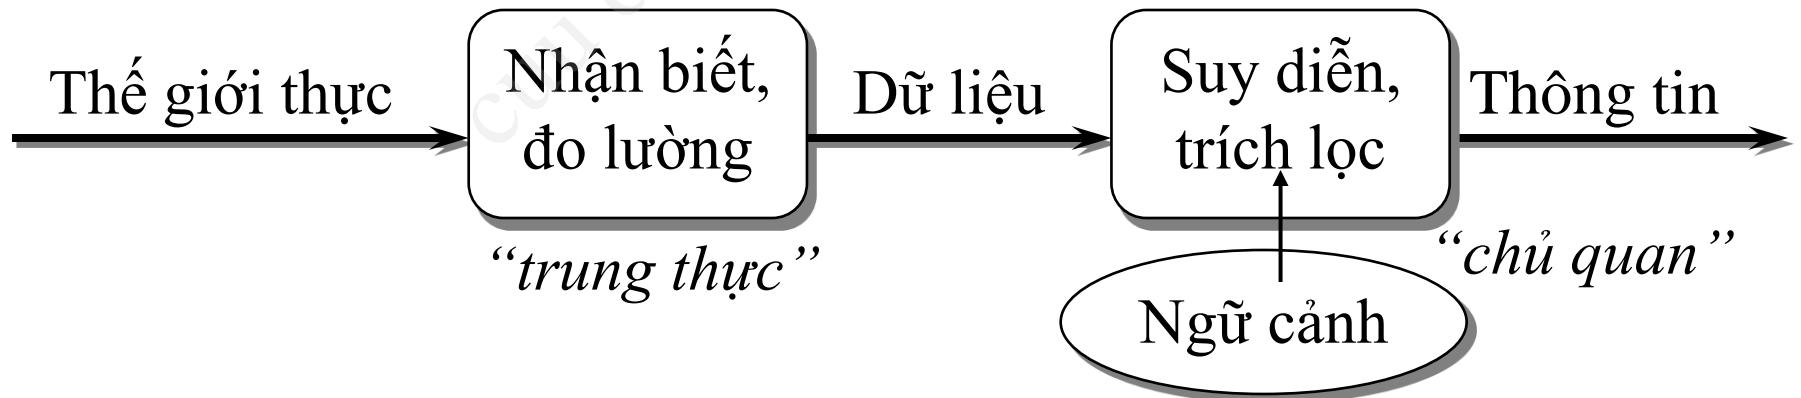 Thế giới thực
Nhận biết,
đo lường
Dữ liệu
Suy diễn,
trích lọc
Thông tin
“trung thực”
“chủ quan”
Ngữ cảnh
cuu